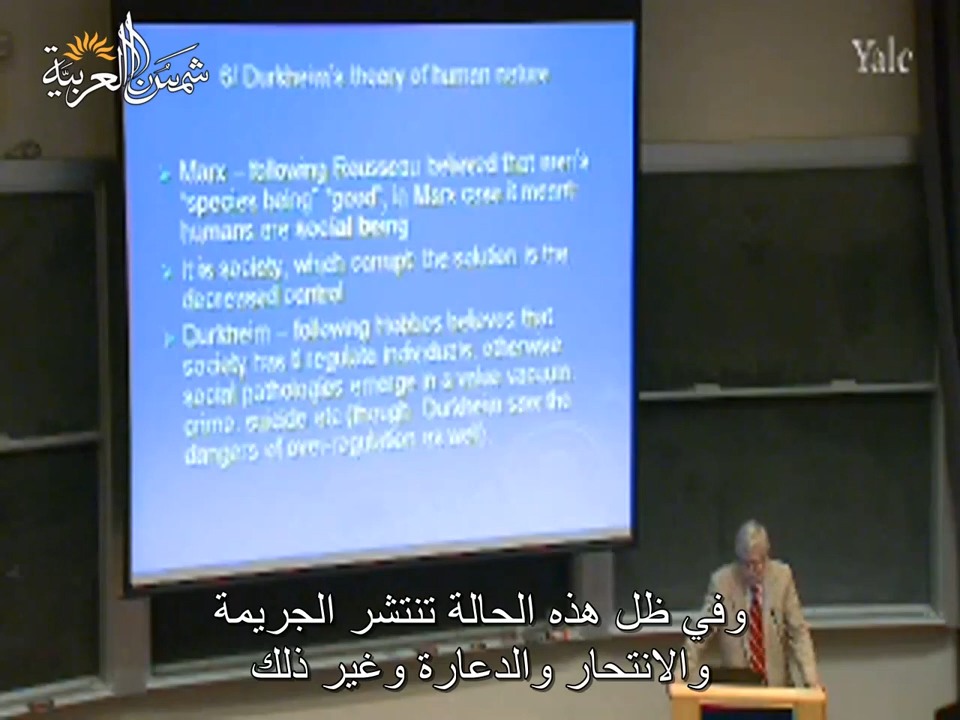 شمس العربية
Yale
6/ Durkheim's theory of human nature
Marx – following Rousseau believed that men's
"species being" "good", in Marx case it meant
humans are social being
It is society, which corrupt the solution is the
decreased control
Durkheim – following Hobbes believes that
society has ti regulate individuals, otherwise
social pathologies emerge in a value vacuum:
crime, suicide etc (though, Durkheim saw the
dangers of over-regulation as well).
وفي ظل هذه الحالة تنتشر الجريمة
والانتحار والدعارة وغير ذلك